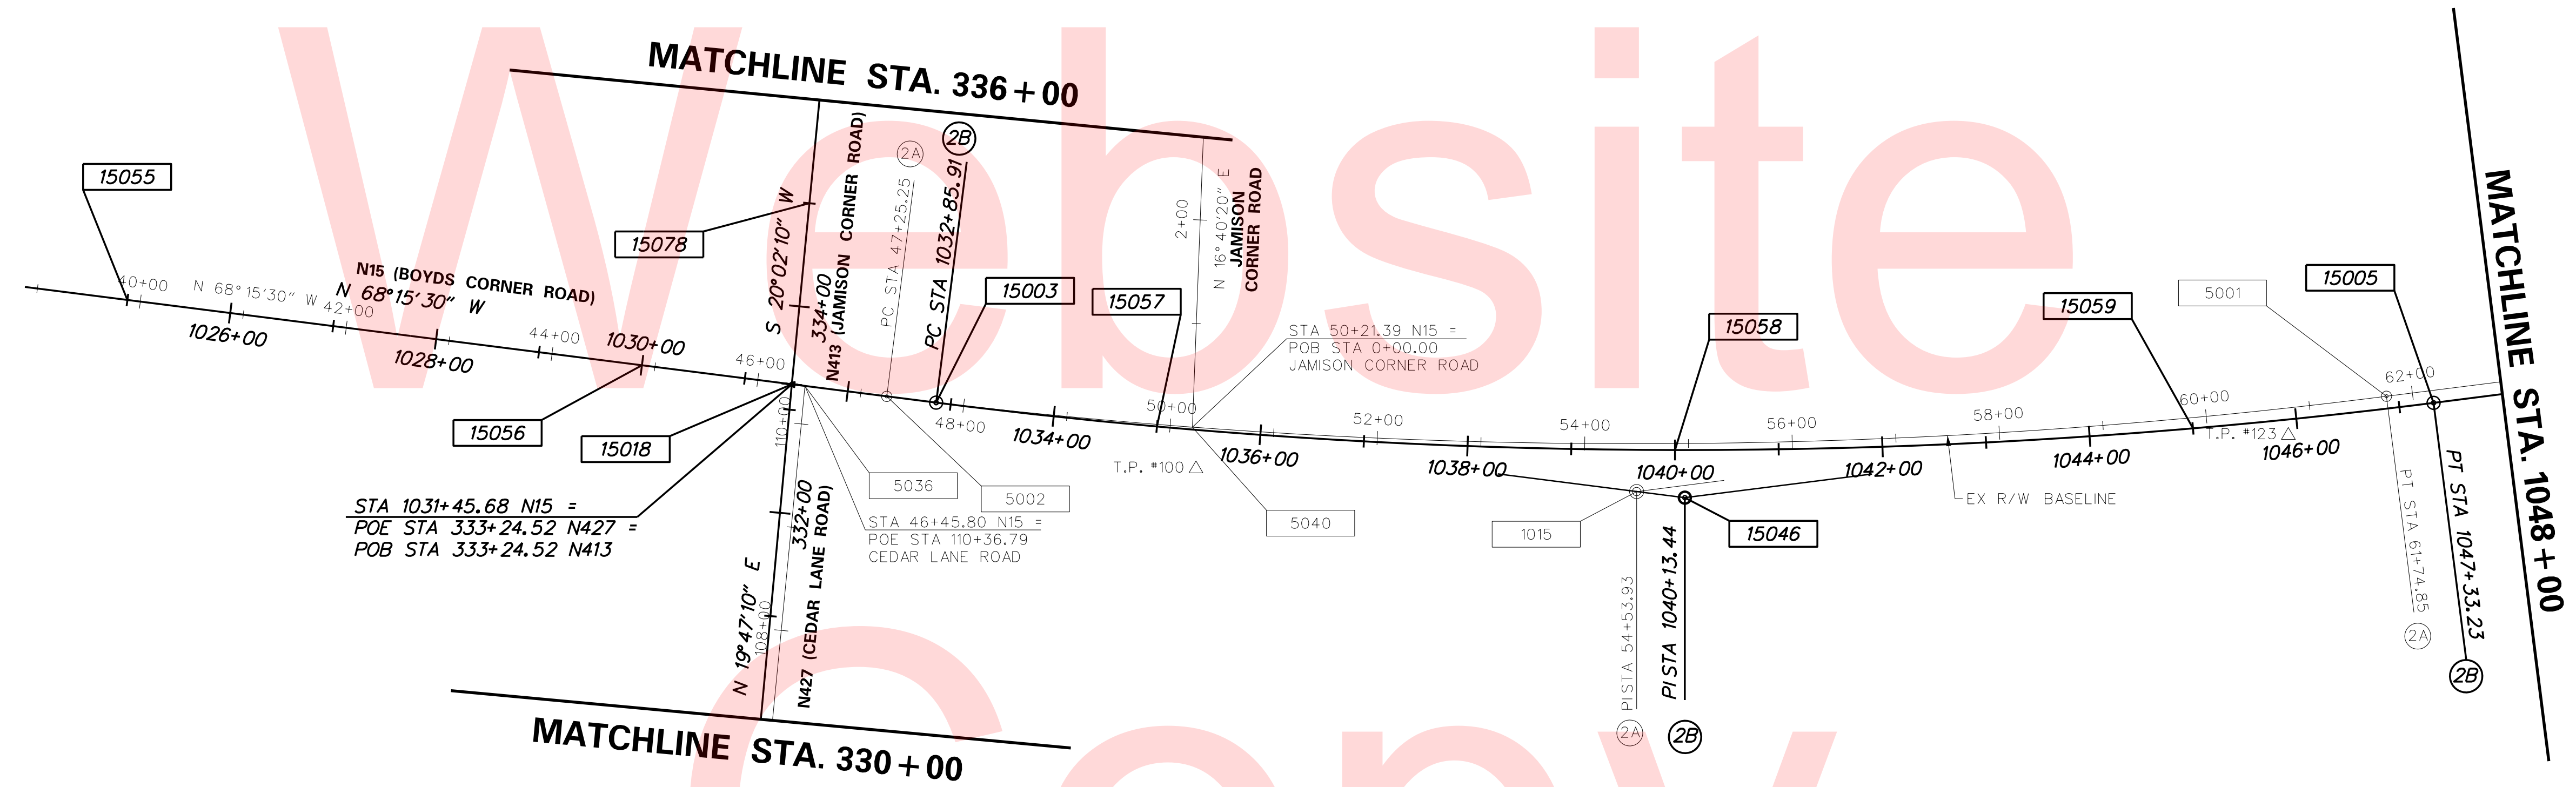 MATCHLINE STA. 336+00
2B
2A
15055
15078
S 20°02'10" W
334+00
N413 (JAMISON CORNER ROAD)
PC STA 47+25.25
PC STA 1032+85.91
2+00
N 16°40'20" E
JAMISON
CORNER ROAD
MATCHLINE STA. 1048+00
40+00
N 68°15'30" W
N15 (BOYDS CORNER ROAD)
N 68°15'30" W
42+00
44+00
46+00
48+00
50+00
52+00
54+00
56+00
58+00
60+00
62+00
1026+00
1028+00
1030+00
1034+00
1036+00
1038+00
1040+00
1042+00
1044+00
1046+00
15003
15057
STA 50+21.39 N15 =
POB STA 0+00.00
JAMISON CORNER ROAD
15058
15059
5001
15005
15056
15018
STA 1031+45.68 N15 =
POE STA 333+24.52 N427 =
POB STA 333+24.52 N413
110+00
5036
5002
STA 46+45.80 N15 =
POE STA 110+36.79
CEDAR LANE ROAD
332+00
N427 (CEDAR LANE ROAD)
N 19°47'10" E
108+00
T.P. #100
5040
1015
15046
PI STA 54+53.93
2A
PI STA 1040+13.44
2B
EX R/W BASELINE
T.P. #123
PT STA 61+74.85
2A
PT STA 1047+33.23
2B
MATCHLINE STA. 330+00
Website
Copy